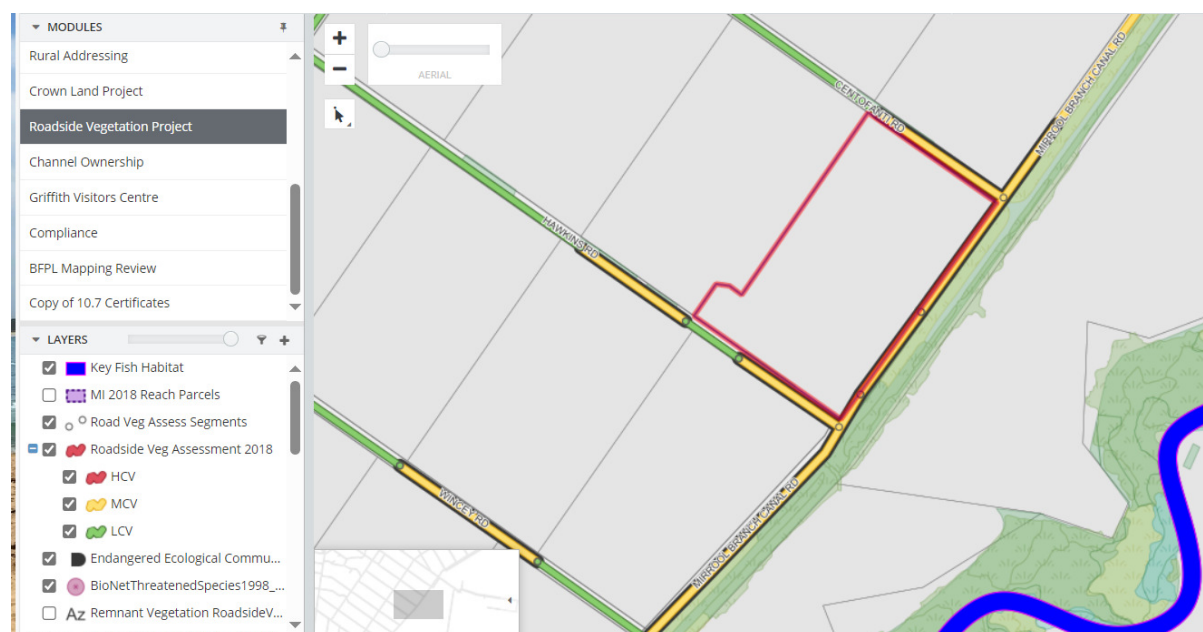 MODULES
Rural Addressing
Crown Land Project
Roadside Vegetation Project
Channel Ownership
Griffith Visitors Centre
Compliance
BFPL Mapping Review
Copy of 10.7 Certificates
LAYERS
Key Fish Habitat
MI 2018 Reach Parcels
Road Veg Assess Segments
Roadside Veg Assessment 2018
HCV
MCV
LCV
Endangered Ecological Commu...
BioNetThreatenedSpecies1998_...
Az Remnant Vegetation RoadsideV...
AERIAL
CENTOFANTI RD
MIRROOL BRANCH CANAL RD
HAWKINS RD
WINCEY RD
MIRROOL BRANCH CANAL RD